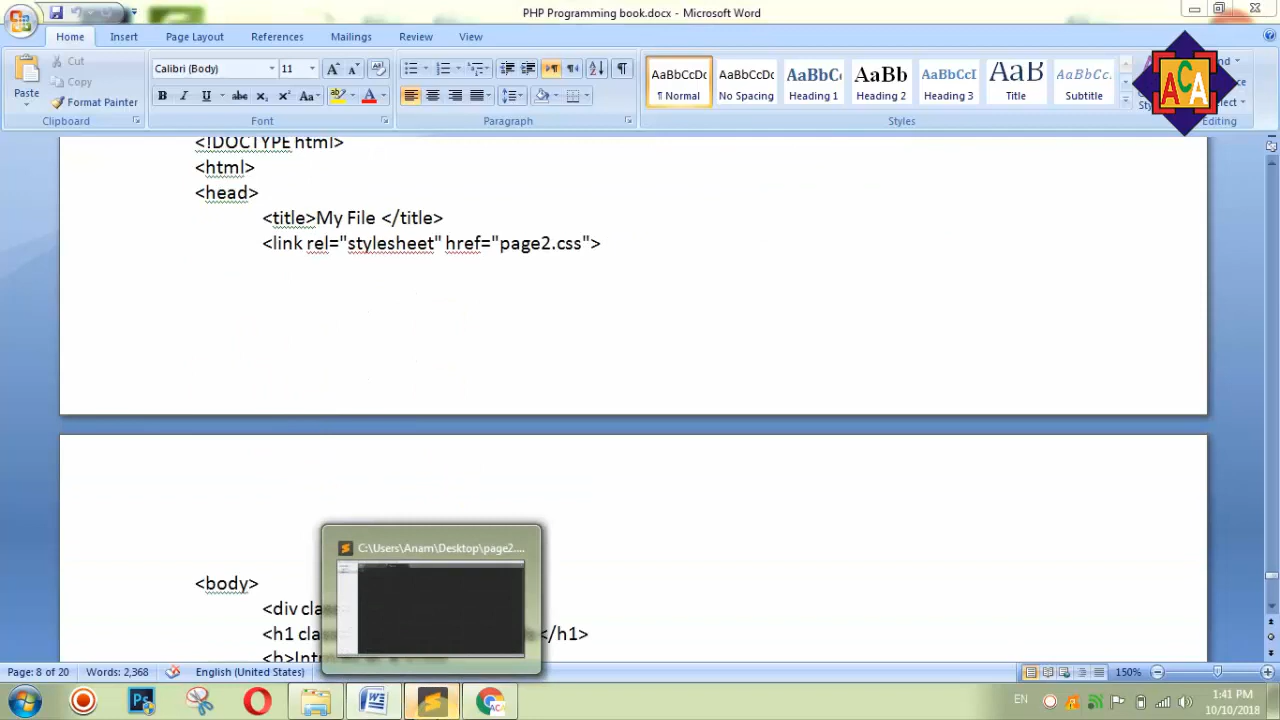 PHP Programming book.docx - Microsoft Word
Home Insert Page Layout References Mailings Review View
Paste
Cut
Copy
Format Painter
Clipboard
Calibri (Body) 11
Font
Paragraph
AaBbCcDc AaBbCcDc AaBbC AaBb AaBbCcI AaB AaBbCc.
¶ Normal No Spacing Heading 1 Heading 2 Heading 3 Title Subtitle
Styles
Editing
ACA
<!DOCTYPE html>
<html>
<head>
<title>My File </title>
<link rel="stylesheet" href="page2.css">
C:\Users\Anam\Desktop\page2....
<body>
<div clas
<h1 cla </h1>
<h>Int
Page: 8 of 20 Words: 2,368 English (United States) 150%
EN 1:41 PM
10/10/2018